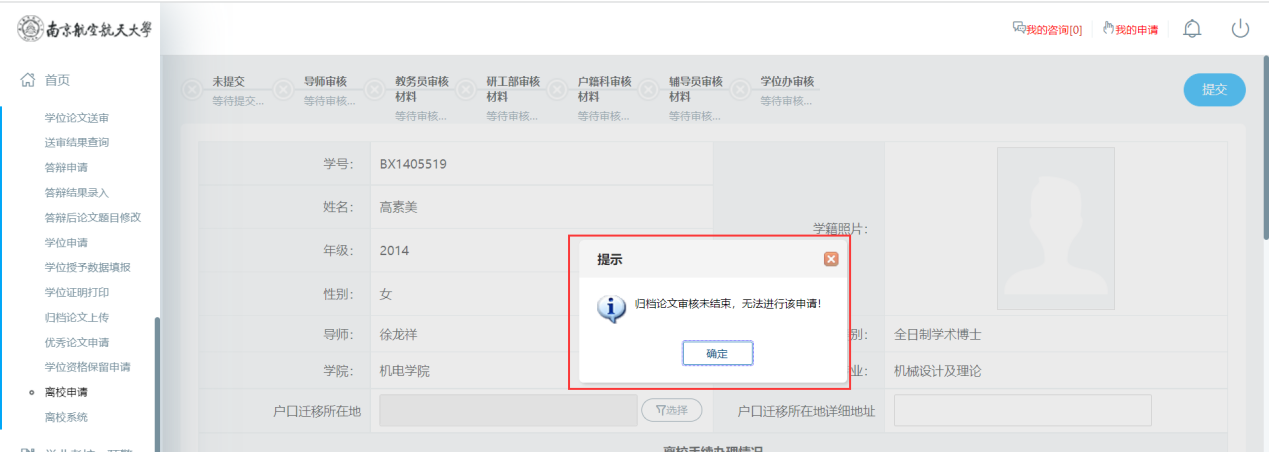 南京航空航天大學
我的咨询[0] 我的申请
首页
学位论文送审
送审结果查询
答辩申请
答辩结果录入
答辩后论文题目修改
学位申请
学位授予数据填报
学位证明打印
归档论文上传
优秀论文申请
学位资格保留申请
离校申请
离校系统
未提交
等待提交...
导师审核
等待审核...
教务员审核
材料
等待审核...
研工部审核
材料
等待审核...
户籍科审核
材料
等待审核...
辅导员审核
材料
等待审核...
学位办审核
等待审核...
提交
学号： BX1405519
姓名： 高素美
学籍照片：
年级： 2014
性别： 女
导师： 徐龙祥
别： 全日制学术博士
学院： 机电学院
业： 机械设计及理论
户口迁移所在地 选择 户口迁移所在地详细地址
离校手续办理情况
提示
归档论文审核未结束，无法进行该申请！
确定